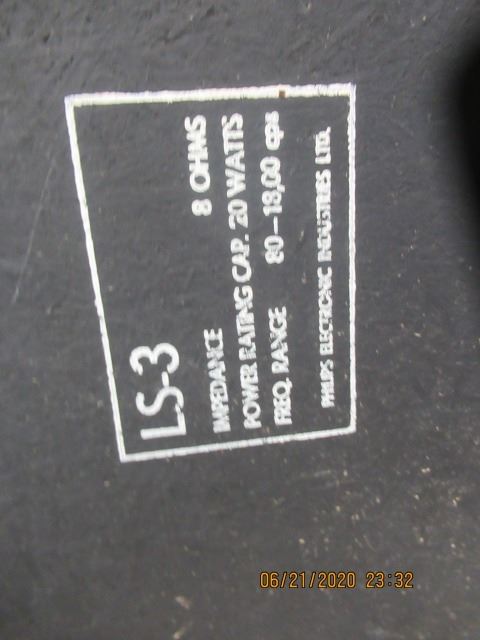 LS-3
IMPEDANCE 8 OHMS
POWER RATING CAP. 20 WATTS
FREQ. RANGE 80-18,00 cps
PHILIPS ELECTRONIC INDUSTRIES LTD.
06/21/2020 23:32